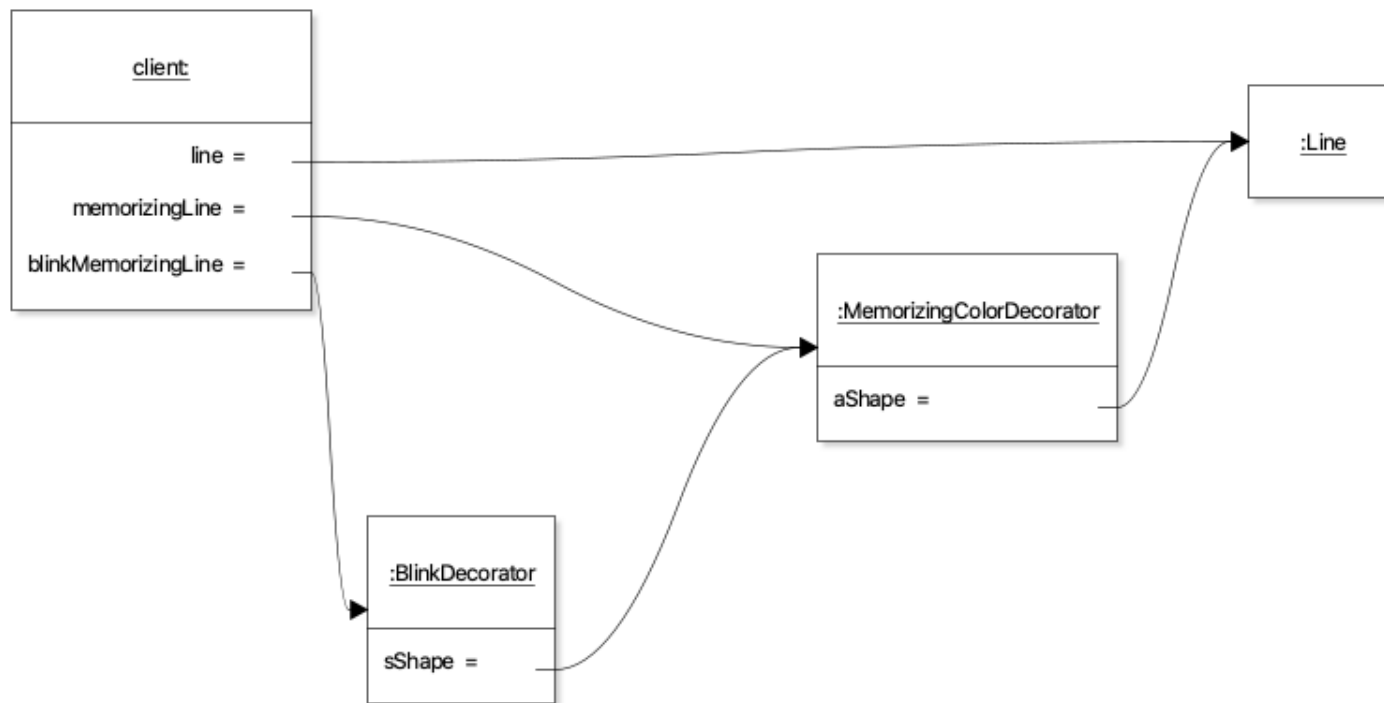 client:
line =
memorizingLine =
blinkMemorizingLine =
:Line
:MemorizingColorDecorator
aShape =
:BlinkDecorator
sShape =